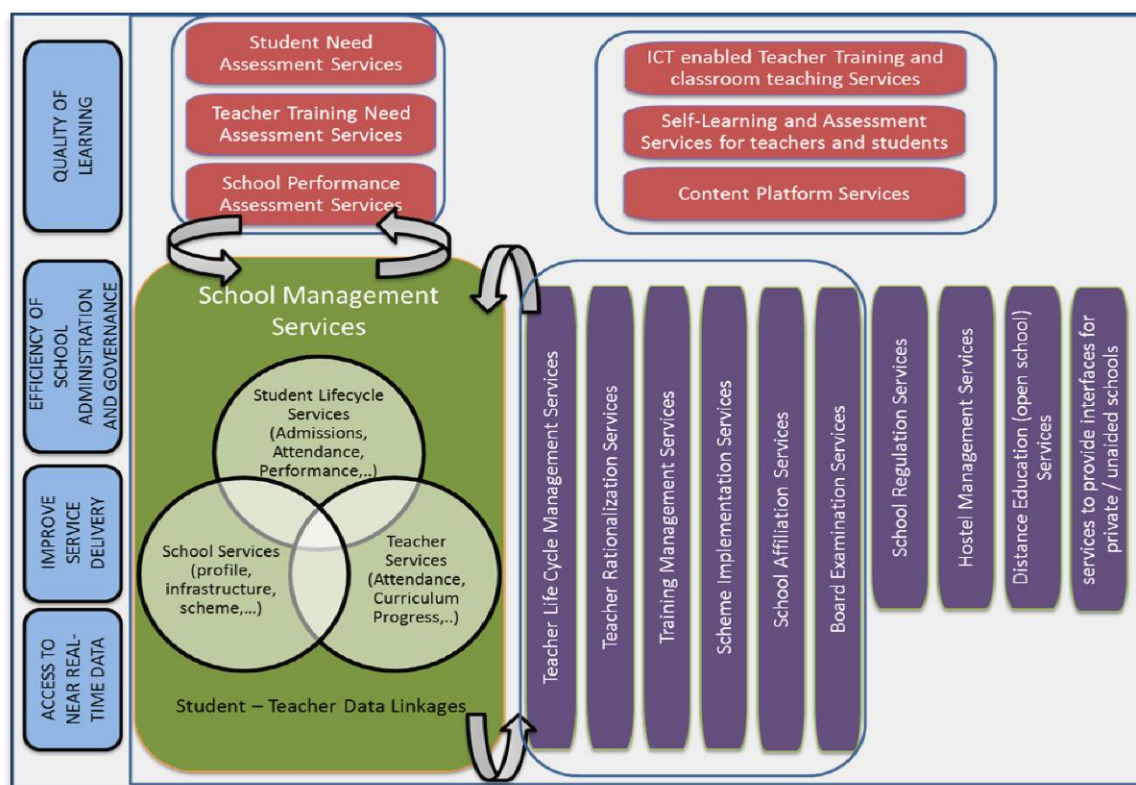 QUALITY OF
LEARNING
Student Need
Assessment Services
Teacher Training Need
Assessment Services
School Performance
Assessment Services
ICT enabled Teacher Training and
classroom teaching Services
Self-Learning and Assessment
Services for teachers and students
Content Platform Services
EFFICIENCY OF
SCHOOL
ADMINISTRATION
AND GOVERNANCE
IMPROVE
SERVICE
DELIVERY
ACCESS TO
NEAR REAL-
TIME DATA
School Management
Services
Student Lifecycle
Services
(Admissions,
Attendance,
Performance,..)
School Services
(profile,
infrastructure,
scheme,...)
Teacher
Services
(Attendance,
Curriculum
Progress,..)
Student – Teacher Data Linkages
Teacher Life Cycle Management Services
Teacher Rationalization Services
Training Management Services
Scheme Implementation Services
School Affiliation Services
Board Examination Services
School Regulation Services
Hostel Management Services
Distance Education (open school)
Services
services to provide interfaces for
private / unaided schools